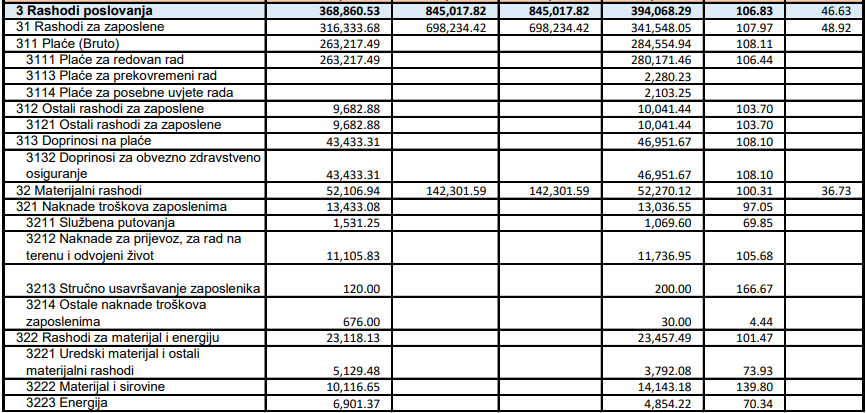 3 Rashodi poslovanja 368,860.53 845,017.82 845,017.82 394,068.29 106.83 46.63
31 Rashodi za zaposlene 316,333.68 698,234.42 698,234.42 341,548.05 107.97 48.92
311 Plaće (Bruto) 263,217.49 284,554.94 108.11
3111 Plaće za redovan rad 263,217.49 280,171.46 106.44
3113 Plaće za prekovremeni rad 2,280.23
3114 Plaće za posebne uvjete rada 2,103.25
312 Ostali rashodi za zaposlene 9,682.88 10,041.44 103.70
3121 Ostali rashodi za zaposlene 9,682.88 10,041.44 103.70
313 Doprinosi na plaće 43,433.31 46,951.67 108.10
3132 Doprinosi za obvezno zdravstveno
osiguranje 43,433.31 46,951.67 108.10
32 Materijalni rashodi 52,106.94 142,301.59 142,301.59 52,270.12 100.31 36.73
321 Naknade troškova zaposlenima 13,433.08 13,036.55 97.05
3211 Službena putovanja 1,531.25 1,069.60 69.85
3212 Naknade za prijevoz, za rad na
terenu i odvojeni život 11,105.83 11,736.95 105.68
3213 Stručno usavršavanje zaposlenika 120.00 200.00 166.67
3214 Ostale naknade troškova
zaposlenima 676.00 30.00 4.44
322 Rashodi za materijal i energiju 23,118.13 23,457.49 101.47
3221 Uredski materijal i ostali
materijalni rashodi 5,129.48 3,792.08 73.93
3222 Materijal i sirovine 10,116.65 14,143.18 139.80
3223 Energija 6,901.37 4,854.22 70.34